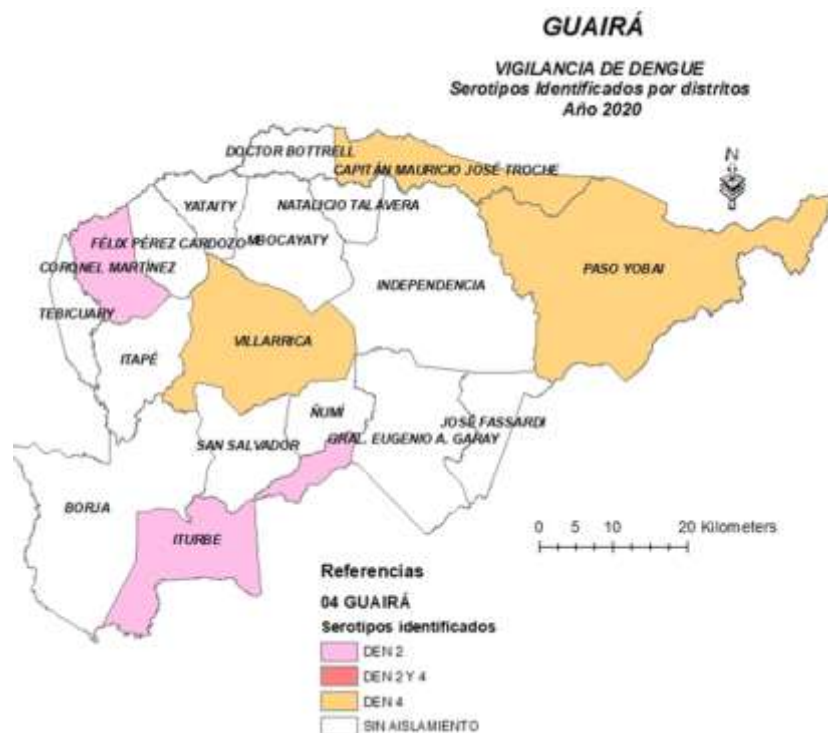 GUAIRÁ
VIGILANCIA DE DENGUE
Serotipos Identificados por distritos
Año 2020
N
DOCTOR BOTTRELL
CAPITÁN MAURICIO JOSÉ TROCHE
YATAITY
NATALICIO TALAVERA
FÉLIX PÉREZ CARDOZO
MBOCAYATY
CORONEL MARTÍNEZ
PASO YOBAI
INDEPENDENCIA
TEBICUARY
VILLARRICA
ITAPÉ
ÑUMÍ
JOSÉ FASSARDI
SAN SALVADOR
GRAL. EUGENIO A. GARAY
BORJA
ITURBE
0 5 10 20 Kilometers
Referencias
04 GUAIRÁ
Serotipos identificados
DEN 2
DEN 2 Y 4
DEN 4
SIN AISLAMIENTO